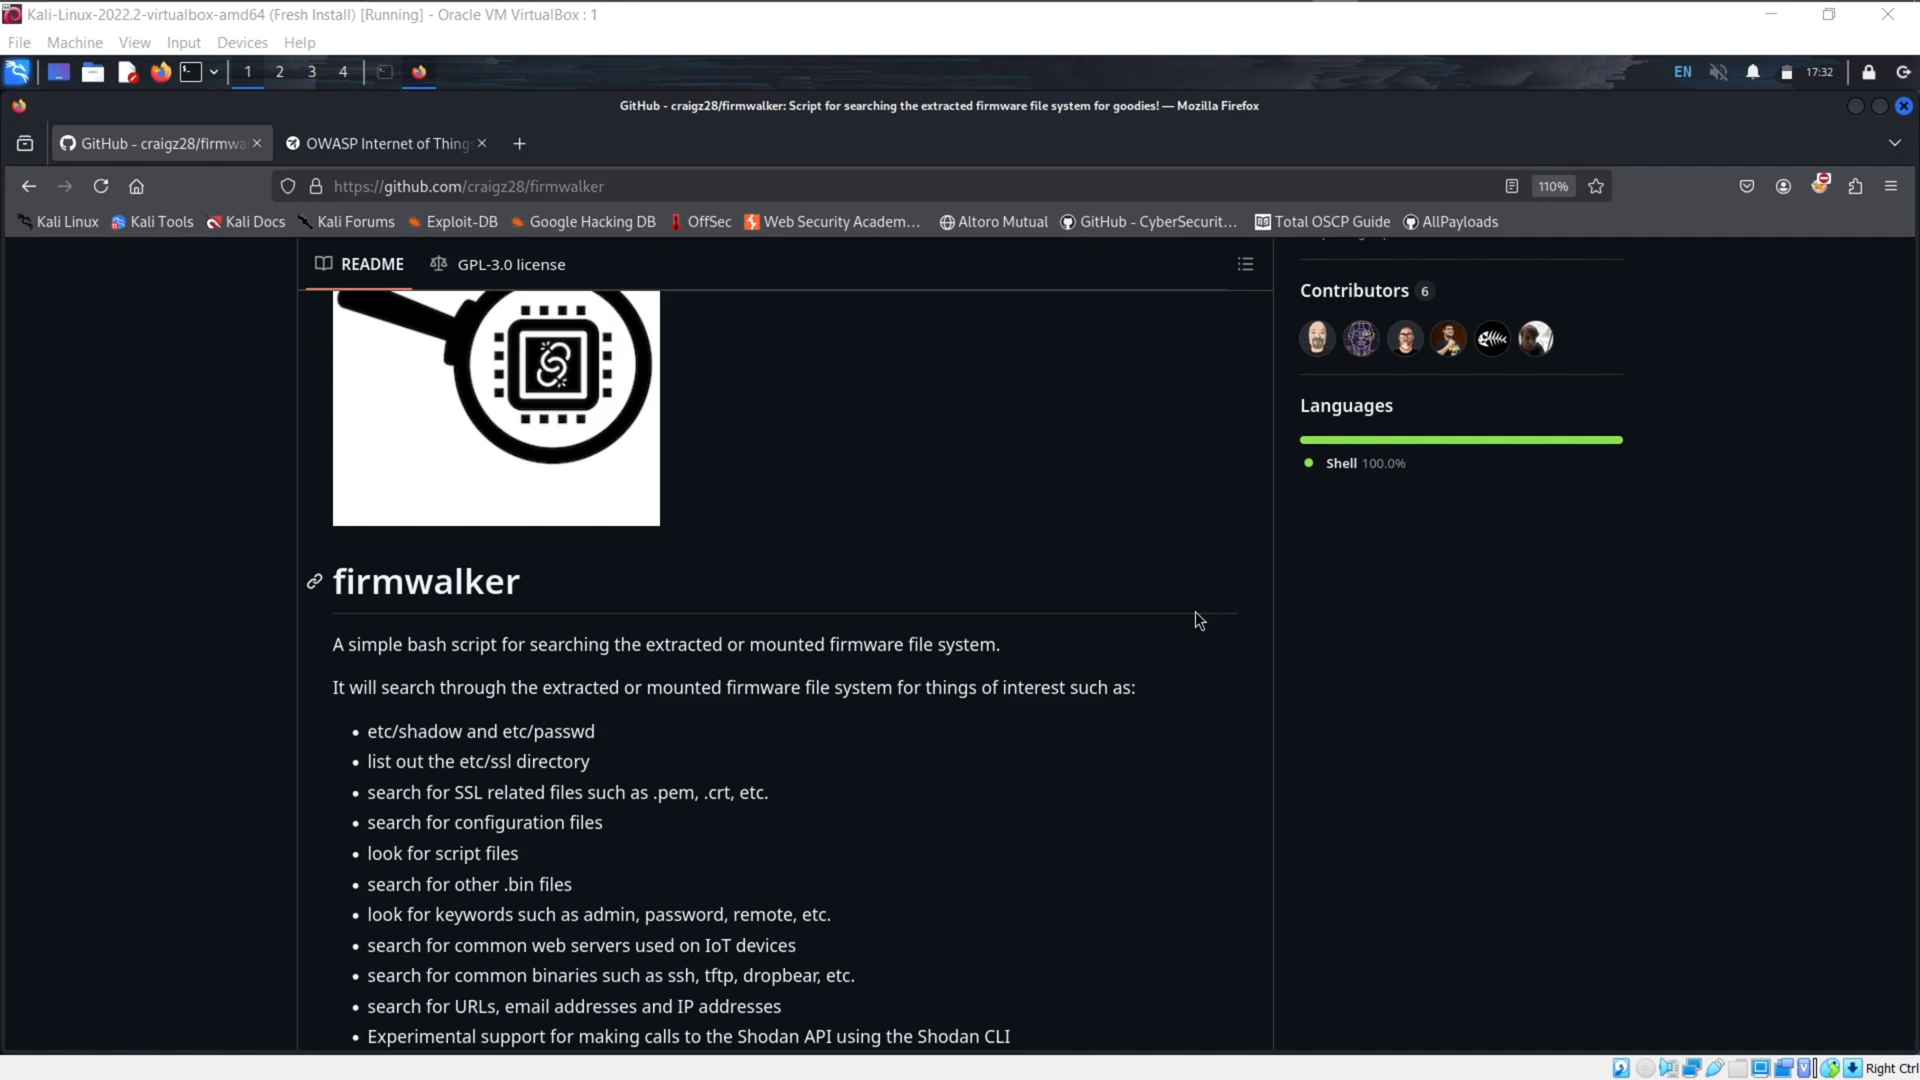 Kali-Linux-2022.2-virtualbox-amd64 (Fresh Install) [Running] - Oracle VM VirtualBox : 1
File Machine View Input Devices Help
1 2 3 4 EN 17:32
GitHub - craigz28/firmwalker: Script for searching the extracted firmware file system for goodies! — Mozilla Firefox
GitHub - craigz28/firmwa OWASP Internet of Thing
https://github.com/craigz28/firmwalker 110%
Kali Linux Kali Tools Kali Docs Kali Forums Exploit-DB Google Hacking DB OffSec Web Security Academ... Altoro Mutual GitHub - CyberSecurit... Total OSCP Guide AllPayloads
README GPL-3.0 license
Contributors 6
Languages
Shell 100.0%
firmwalker
A simple bash script for searching the extracted or mounted firmware file system.
It will search through the extracted or mounted firmware file system for things of interest such as:
• etc/shadow and etc/passwd
• list out the etc/ssl directory
• search for SSL related files such as .pem, .crt, etc.
• search for configuration files
• look for script files
• search for other .bin files
• look for keywords such as admin, password, remote, etc.
• search for common web servers used on IoT devices
• search for common binaries such as ssh, tftp, dropbear, etc.
• search for URLs, email addresses and IP addresses
• Experimental support for making calls to the Shodan API using the Shodan CLI
Right Ctrl